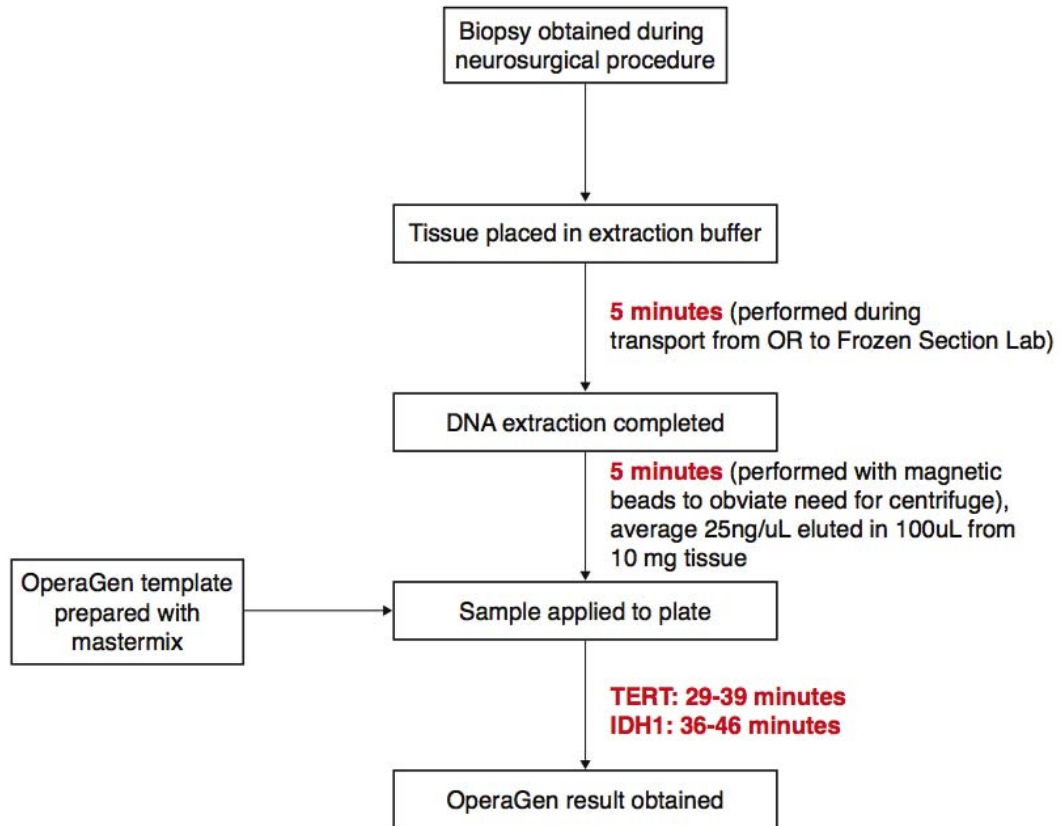 Biopsy obtained during
neurosurgical procedure
Tissue placed in extraction buffer
5 minutes (performed during
transport from OR to Frozen Section Lab)
DNA extraction completed
5 minutes (performed with magnetic
beads to obviate need for centrifuge),
average 25ng/uL eluted in 100uL from
10 mg tissue
OperaGen template
prepared with
mastermix
Sample applied to plate
TERT: 29-39 minutes
IDH1: 36-46 minutes
OperaGen result obtained